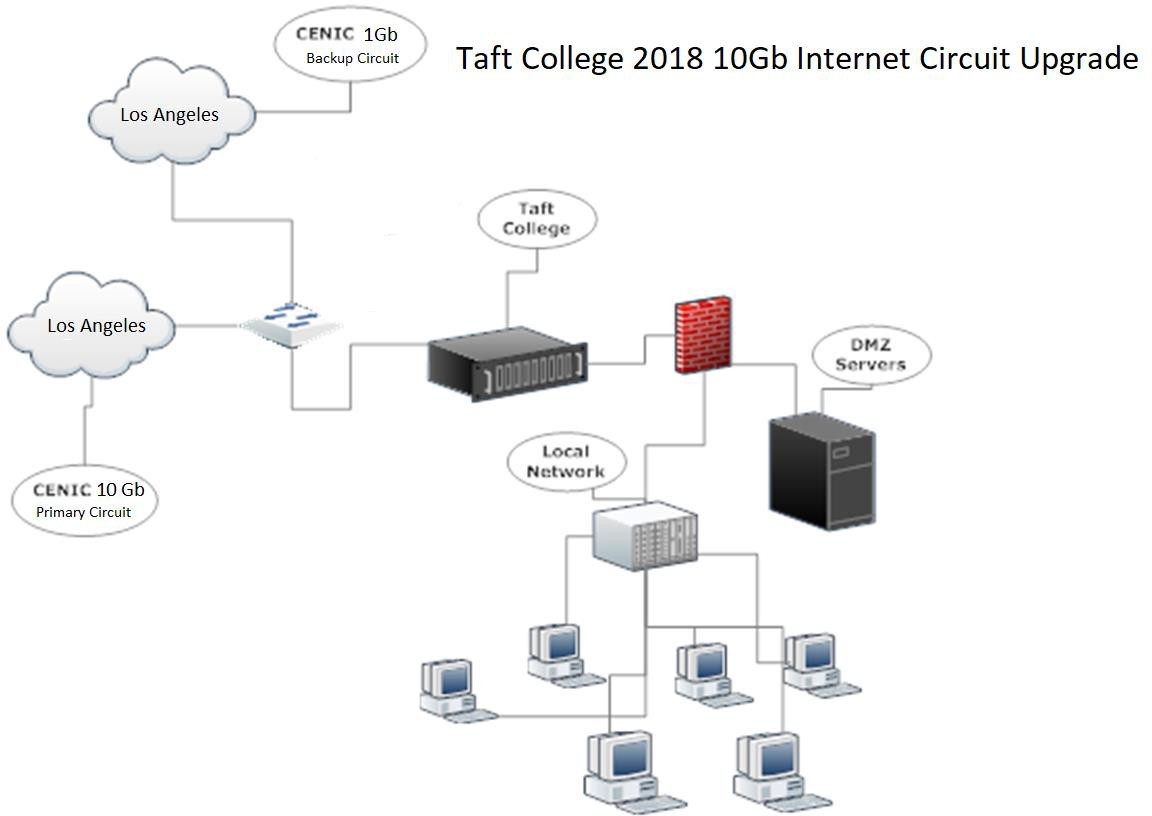 CENIC 1Gb
Backup Circuit
Taft College 2018 10Gb Internet Circuit Upgrade
Los Angeles
Taft
College
Los Angeles
DMZ
Servers
Local
Network
CENIC 10 Gb
Primary Circuit